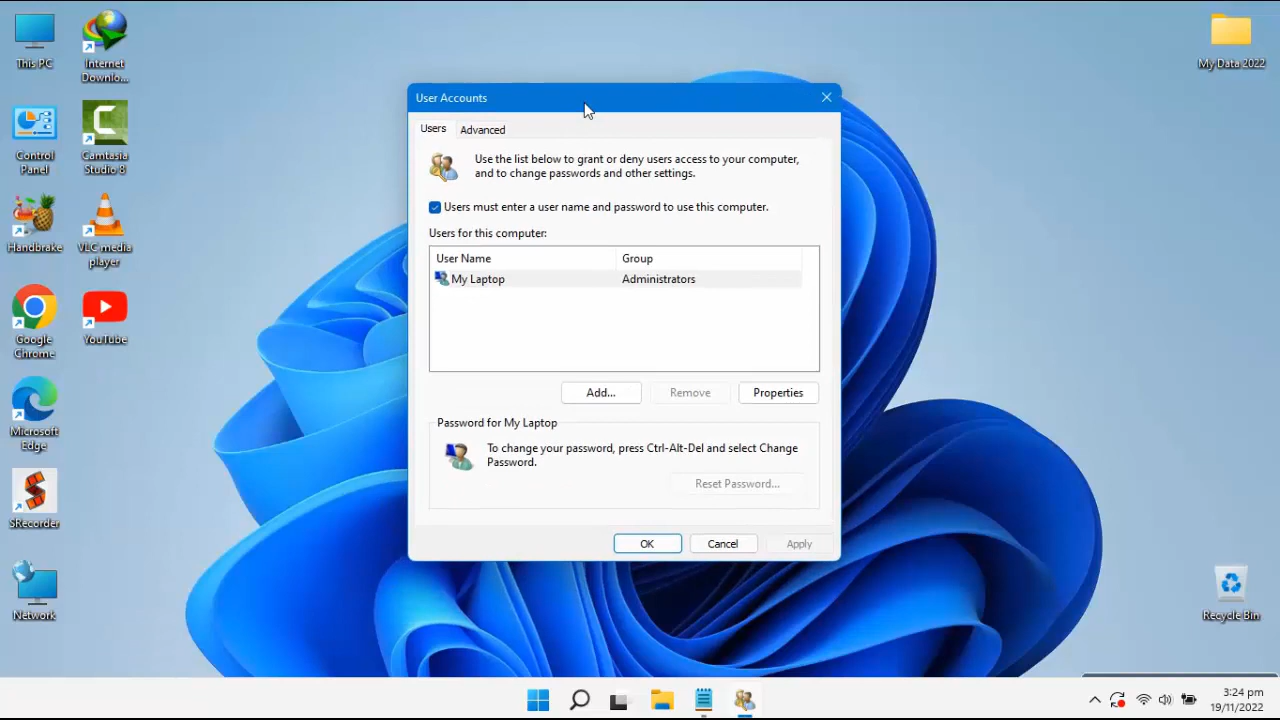 This PC
Internet
Downlo...
My Data 2022
Control
Panel
Camtasia
Studio 8
Handbrake
VLC media
player
Google
Chrome
YouTube
Microsoft
Edge
SRecorder
Network
Recycle Bin
User Accounts
Users
Advanced
Use the list below to grant or deny users access to your computer,
and to change passwords and other settings.
Users must enter a user name and password to use this computer.
Users for this computer:
User Name
Group
My Laptop
Administrators
Add...
Remove
Properties
Password for My Laptop
To change your password, press Ctrl-Alt-Del and select Change
Password.
Reset Password...
OK
Cancel
Apply
3:24 pm
19/11/2022